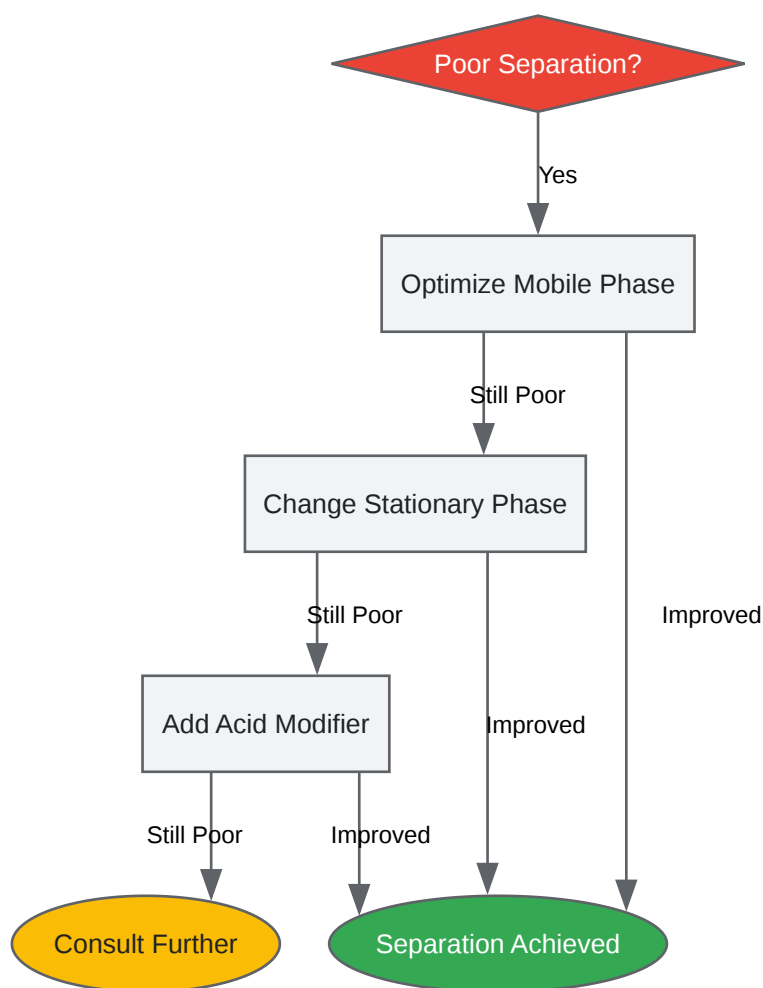 Poor Separation?
Yes
Optimize Mobile Phase
Still Poor
Change Stationary Phase
Still Poor
Improved
Add Acid Modifier
Improved
Still Poor
Improved
Consult Further
Separation Achieved